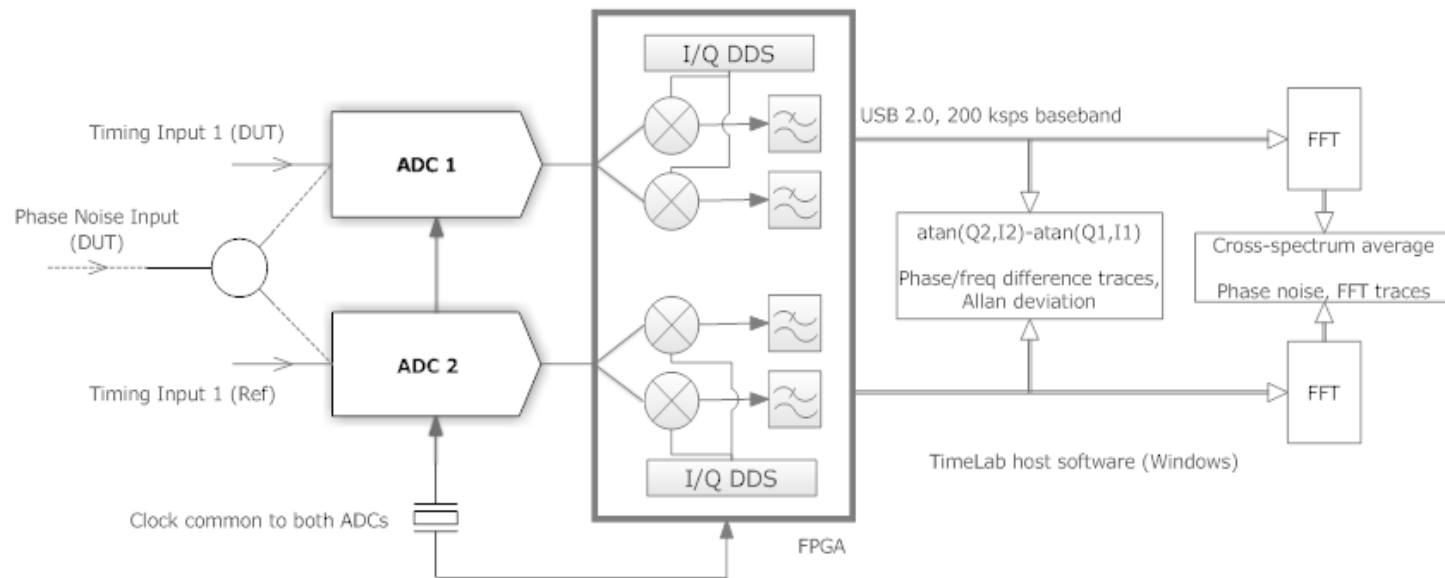 I/Q DDS
Timing Input 1 (DUT)
ADC 1
USB 2.0, 200 ksps baseband
FFT
Phase Noise Input
(DUT)
atan(Q2,I2)-atan(Q1,I1)
Phase/freq difference traces,
Allan deviation
Cross-spectrum average
Phase noise, FFT traces
ADC 2
Timing Input 1 (Ref)
FFT
TimeLab host software (Windows)
I/Q DDS
Clock common to both ADCs
FPGA